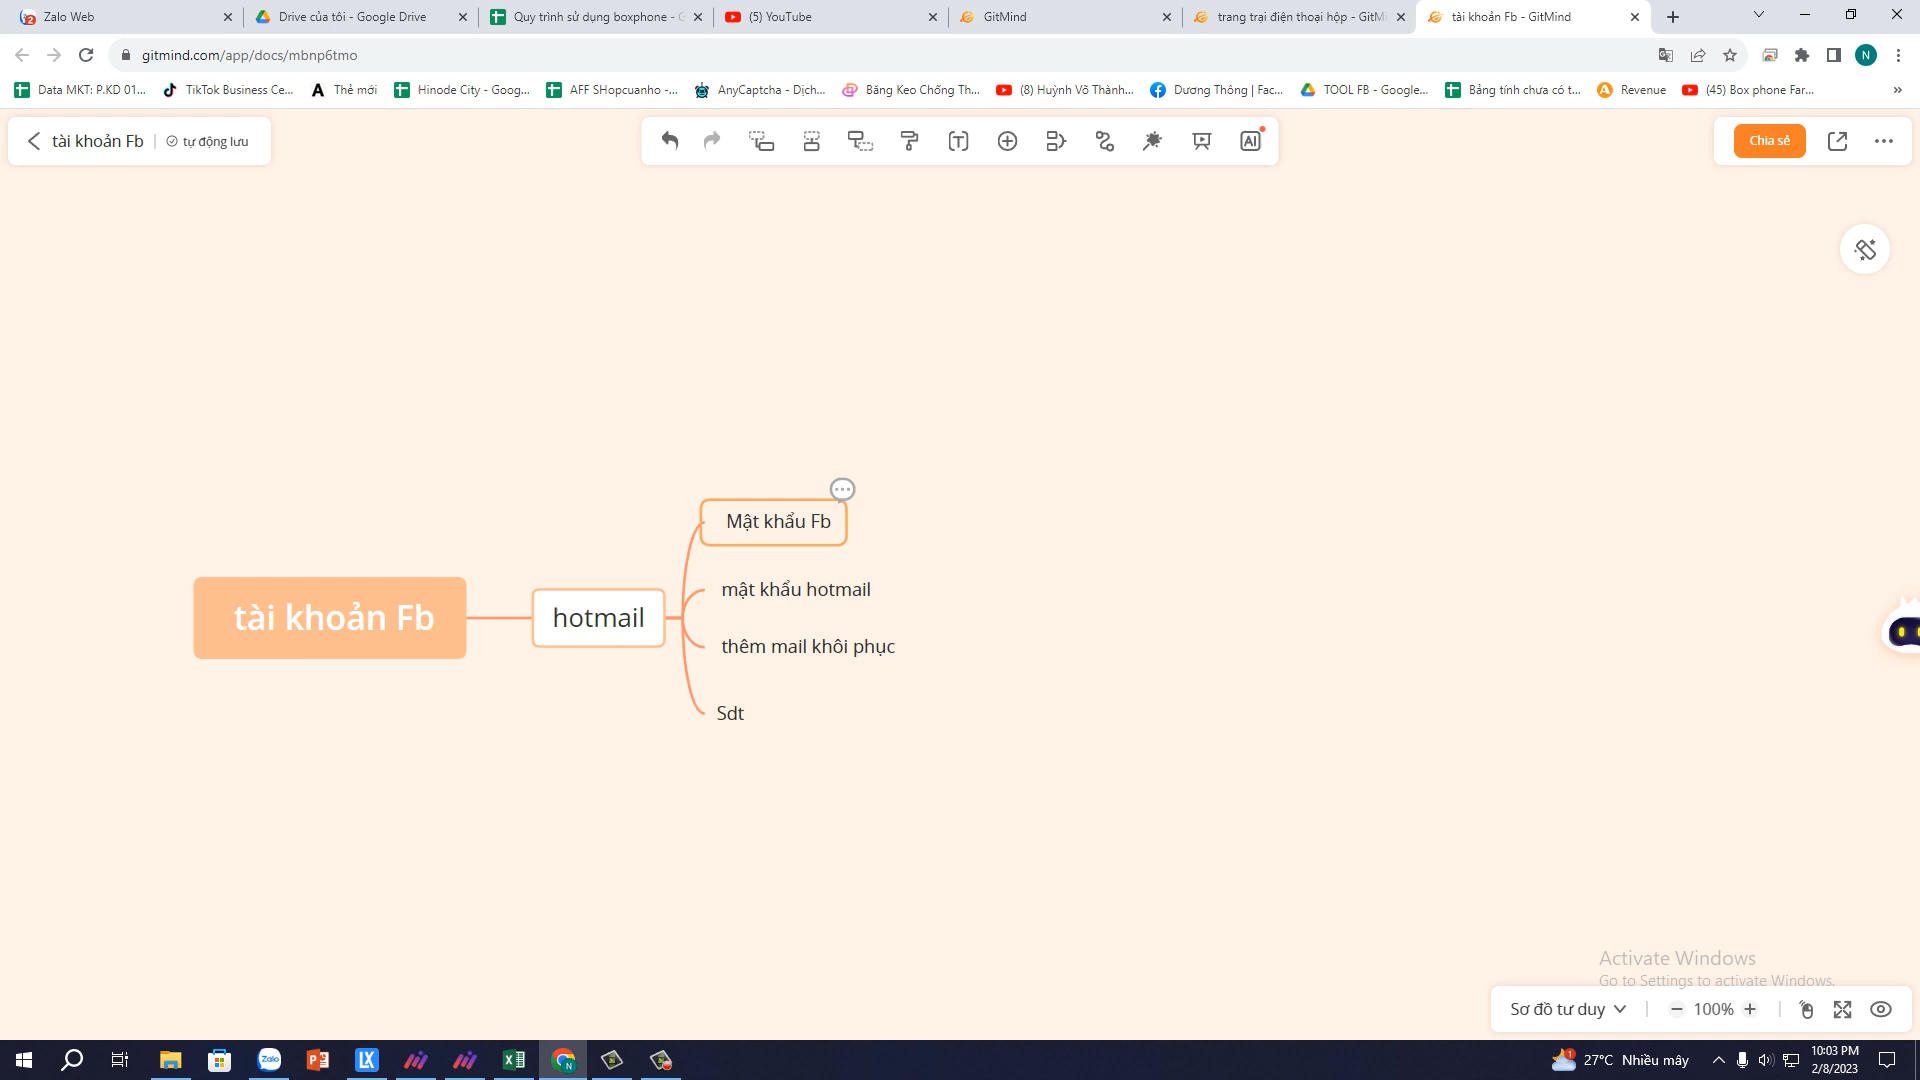 Zalo Web
Drive của tôi - Google Drive
Quy trình sử dụng boxphone - G
(5) YouTube
GitMind
trang trại điện thoại hộp - GitMi
tài khoản Fb - GitMind
gitmind.com/app/docs/mbnp6tmo
N
Data MKT: P.KD 01...
TikTok Business Ce...
Thẻ mới
Hinode City - Goog...
AFF SHopcuanho -...
AnyCaptcha - Dịch...
Băng Keo Chống Th...
(8) Huỳnh Võ Thành...
Dương Thông | Fac...
TOOL FB - Google...
Bảng tính chưa có t...
Revenue
(45) Box phone Far...
tài khoản Fb
tự động lưu
AI
Chia sẻ
Mật khẩu Fb
mật khẩu hotmail
tài khoản Fb
hotmail
thêm mail khôi phục
Sdt
Activate Windows
Go to Settings to activate Windows.
Sơ đồ tư duy
100%
Zalo
LX
27°C Nhiều mây
10:03 PM
2/8/2023